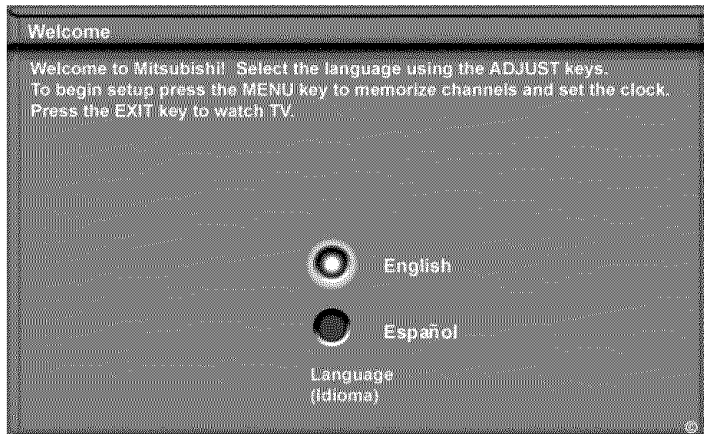 Welcome
Welcome to Mitsubishi! Select the language using the ADJUST keys.
To begin setup press the MENU key to memorize channels and set the clock.
Press the EXIT key to watch TV.
English
Español
Language
(Idioma)
©